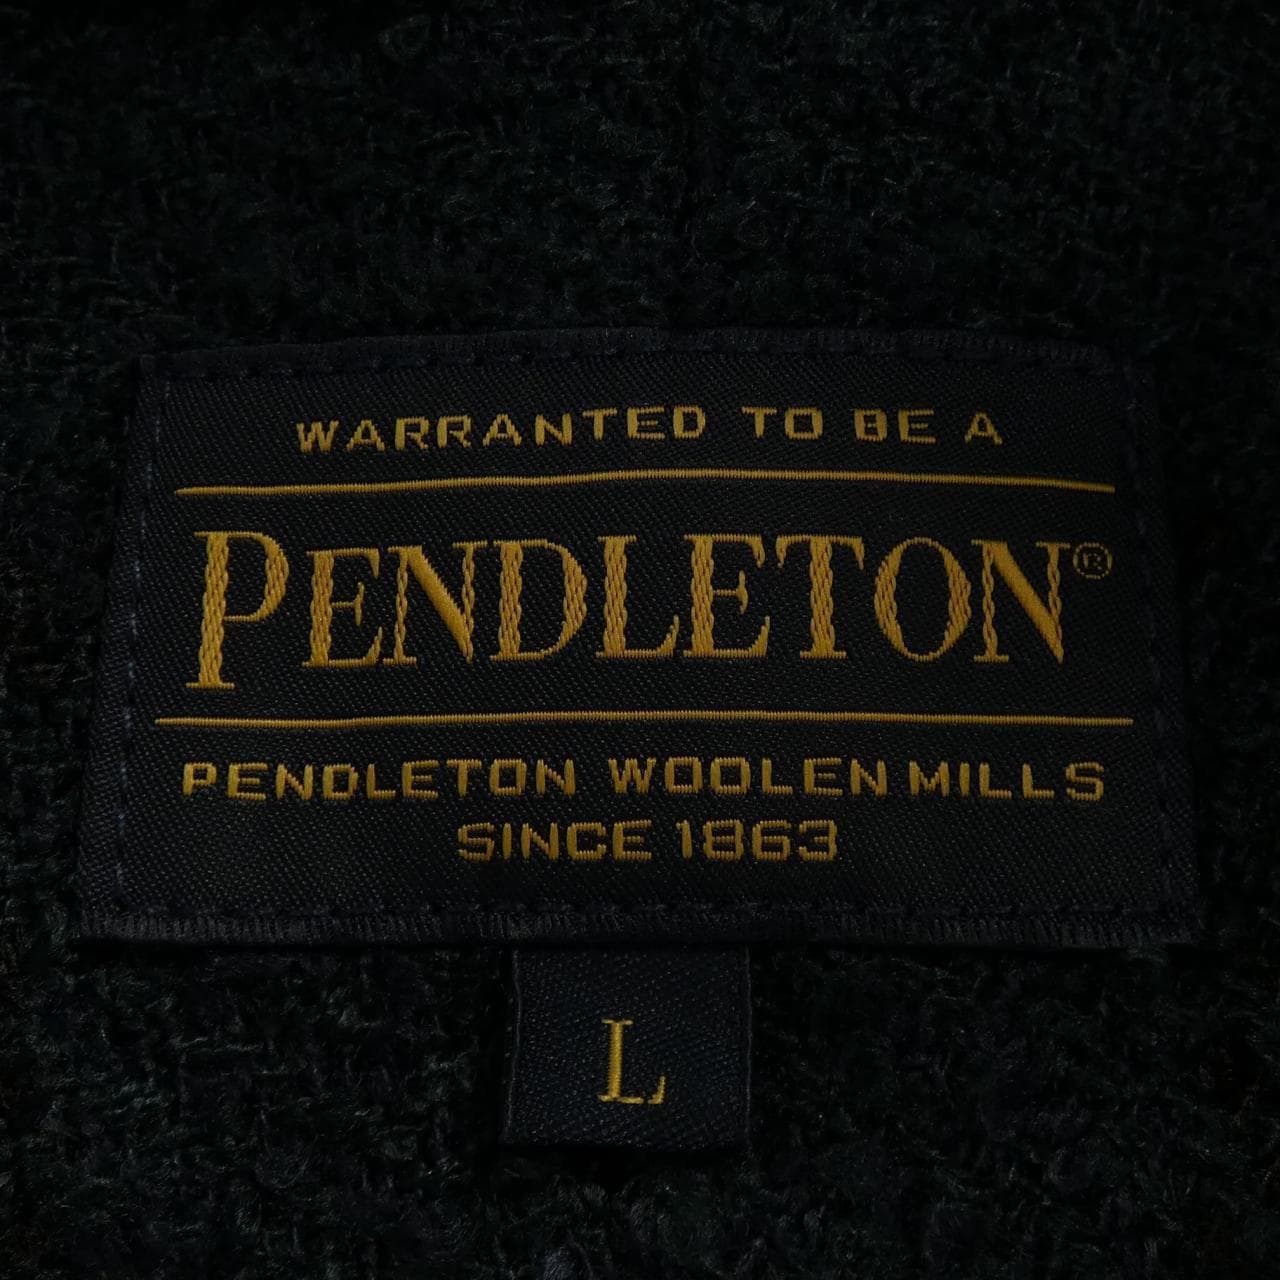 WARRANTED TO BE A
PENDLETON®
PENDLETON WOOLEN MILLS
SINCE 1863
L